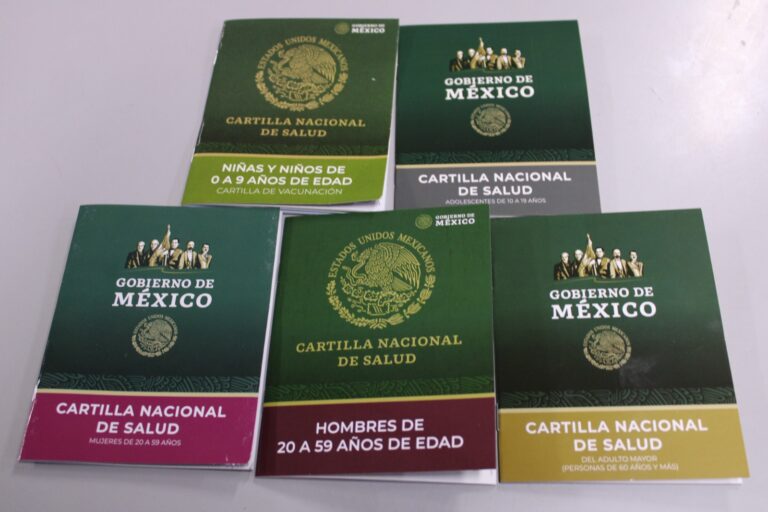 GOBIERNO DE
MÉXICO
ESTADOS UNIDOS MEXICANOS
CARTILLA NACIONAL
DE SALUD
NIÑAS Y NIÑOS DE
0 A 9 AÑOS DE EDAD
CARTILLA DE VACUNACIÓN
GOBIERNO DE
MÉXICO
CARTILLA NACIONAL
DE SALUD
ADOLESCENTES DE 10 A 19 AÑOS
GOBIERNO DE
MÉXICO
CARTILLA NACIONAL
DE SALUD
MUJERES DE 20 A 59 AÑOS
GOBIERNO DE
MÉXICO
ESTADOS UNIDOS MEXICANOS
CARTILLA NACIONAL
DE SALUD
HOMBRES DE
20 A 59 AÑOS DE EDAD
GOBIERNO DE
MÉXICO
ESTADOS UNIDOS MEXICANOS
CARTILLA NACIONAL
DE SALUD
DEL ADULTO MAYOR
(PERSONAS DE 60 AÑOS Y MÁS)